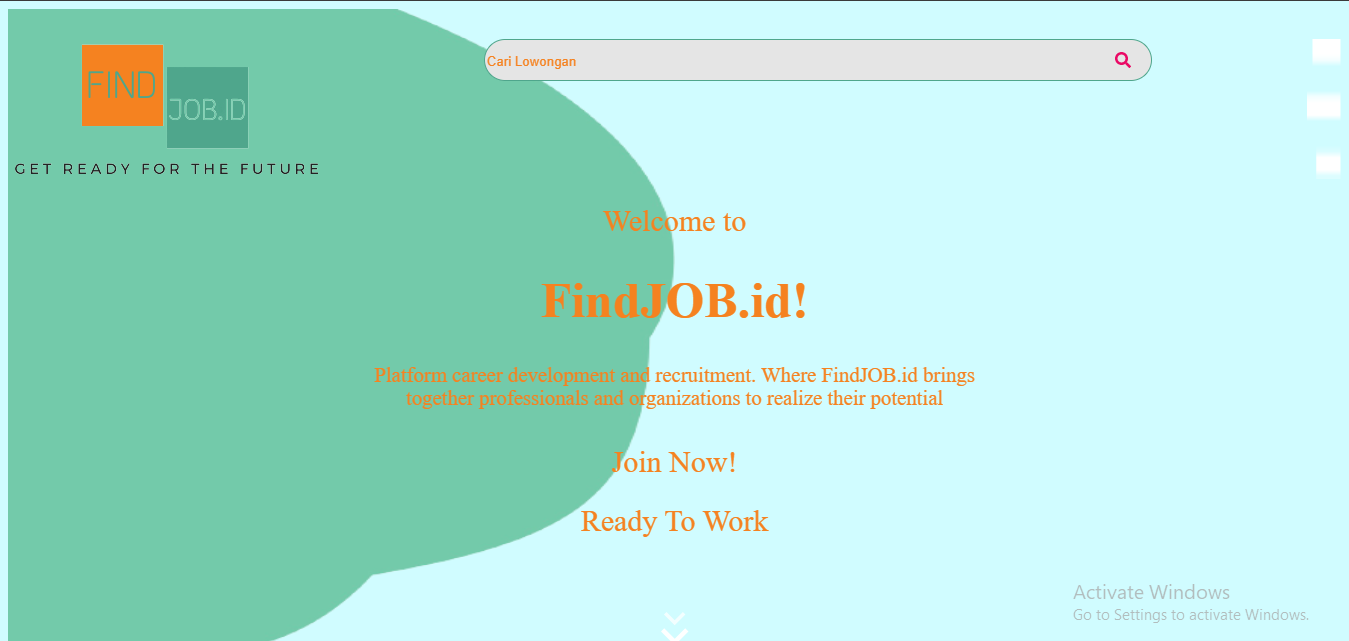 FIND
JOB.ID
GET READY FOR THE FUTURE
Cari Lowongan
Welcome to
FindJOB.id!
Platform career development and recruitment. Where FindJOB.id brings
together professionals and organizations to realize their potential
Join Now!
Ready To Work
Activate Windows
Go to Settings to activate Windows.